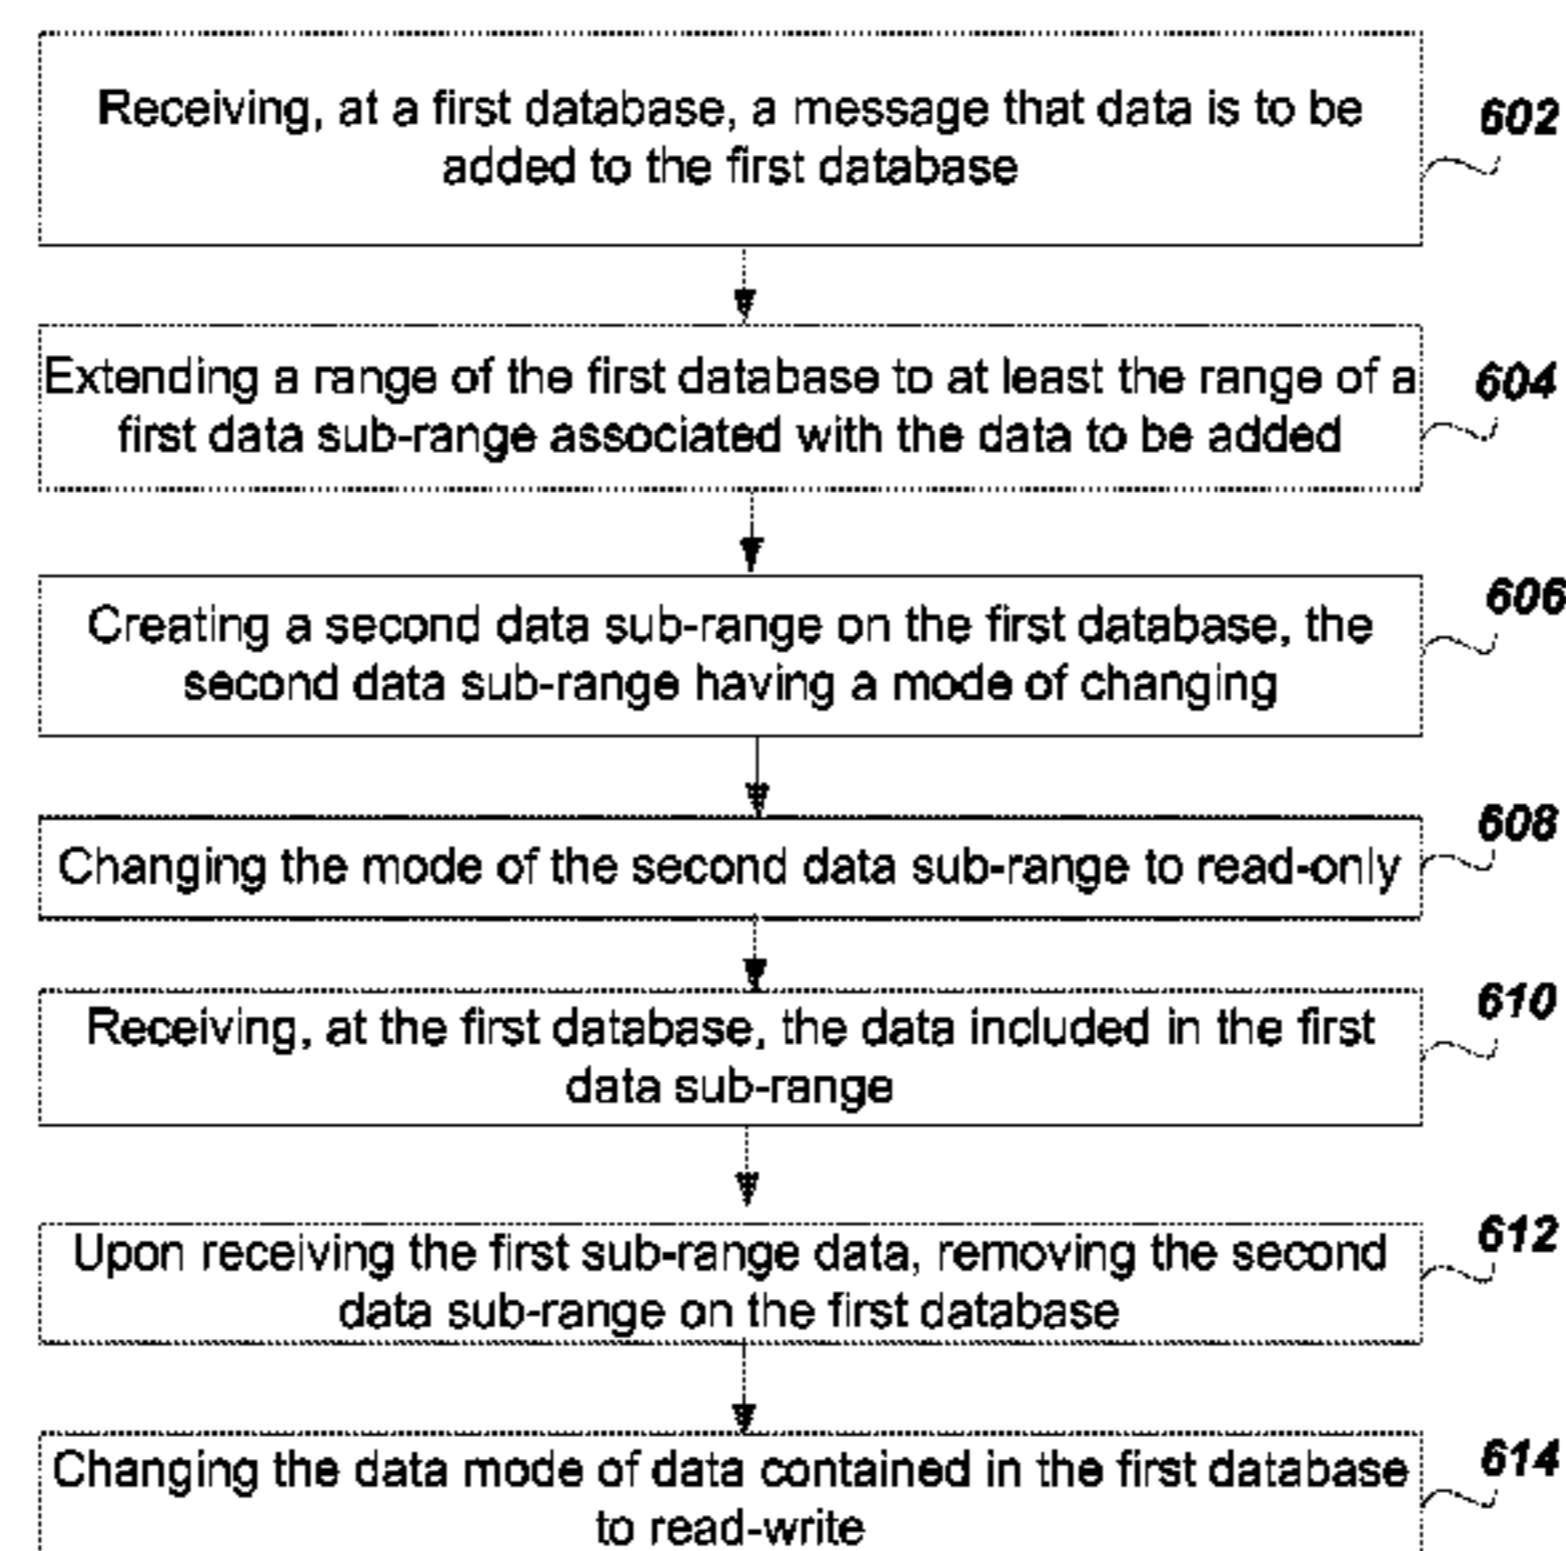 Receiving, at a first database, a message that data is to be
added to the first database
602
Extending a range of the first database to at least the range of a
first data sub-range associated with the data to be added
604
Creating a second data sub-range on the first database, the
second data sub-range having a mode of changing
606
Changing the mode of the second data sub-range to read-only
608
Receiving, at the first database, the data included in the first
data sub-range
610
Upon receiving the first sub-range data, removing the second
data sub-range on the first database
612
Changing the data mode of data contained in the first database
to read-write
614